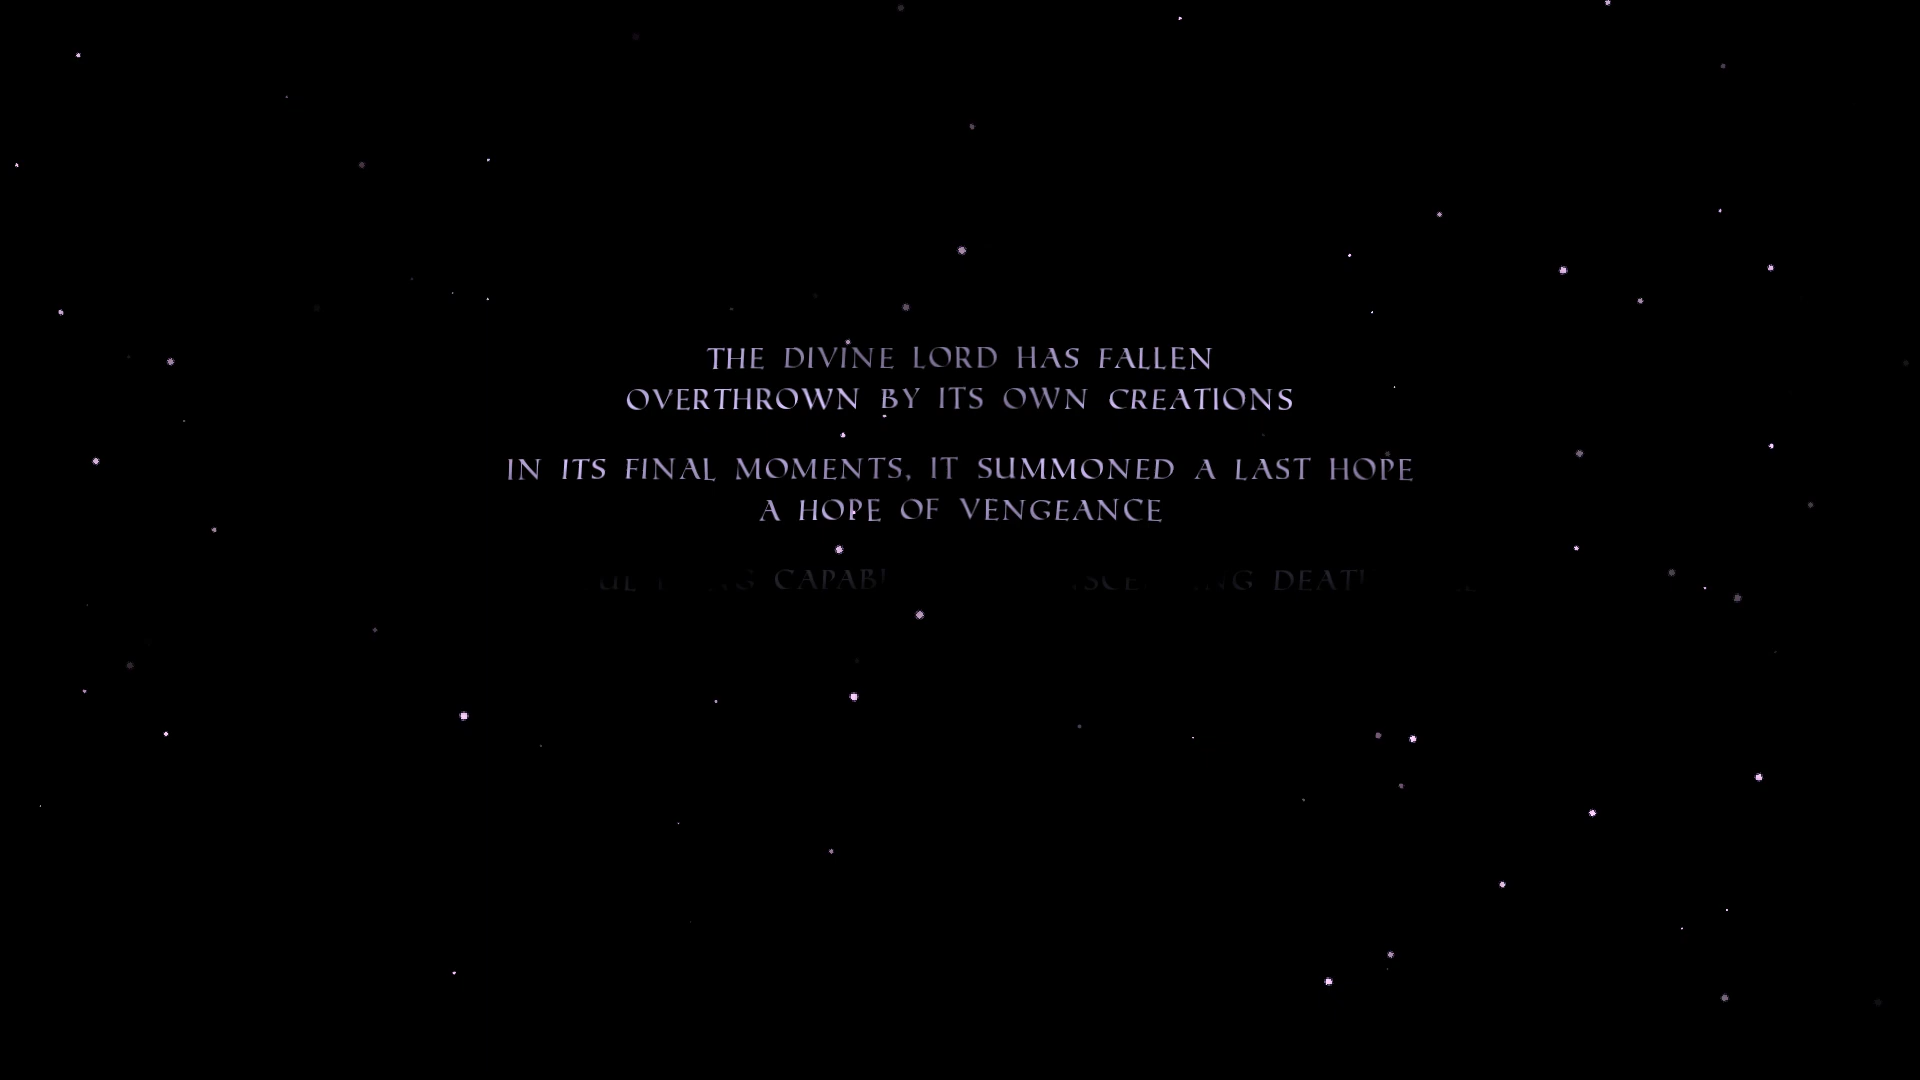 THE DIVINE LORD HAS FALLEN
OVERTHROWN BY ITS OWN CREATIONS
IN ITS FINAL MOMENTS, IT SUMMONED A LAST HOPE
A HOPE OF VENGEANCE